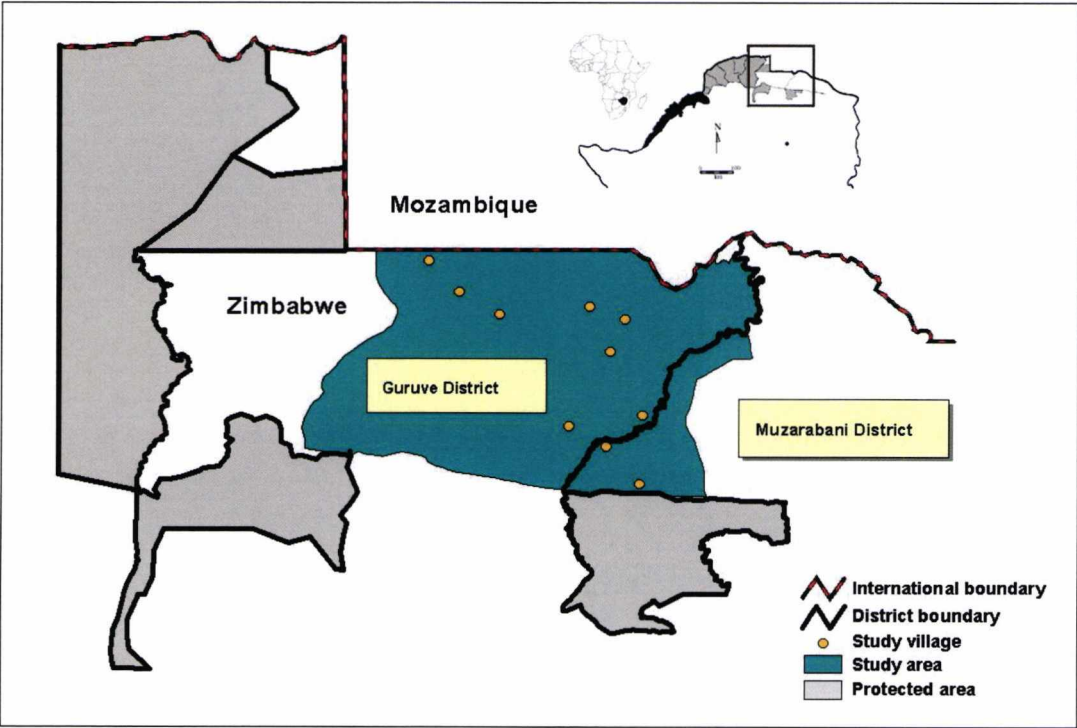 N
Mozambique
Zimbabwe
Guruve District
Muzarabani District
International boundary
District boundary
Study village
Study area
Protected area